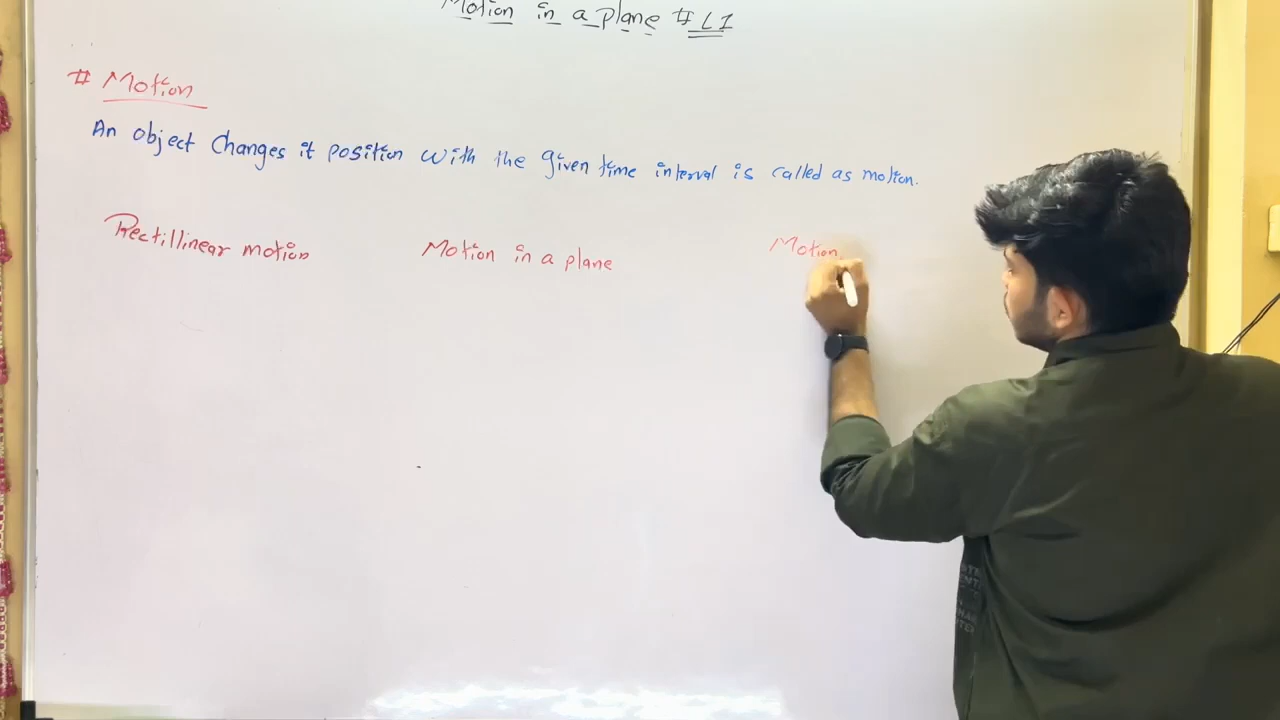 Motion in a plane # L1
# Motion
An object changes it position with the given time interval is called as motion.
Rectillinear motion Motion in a plane Motion